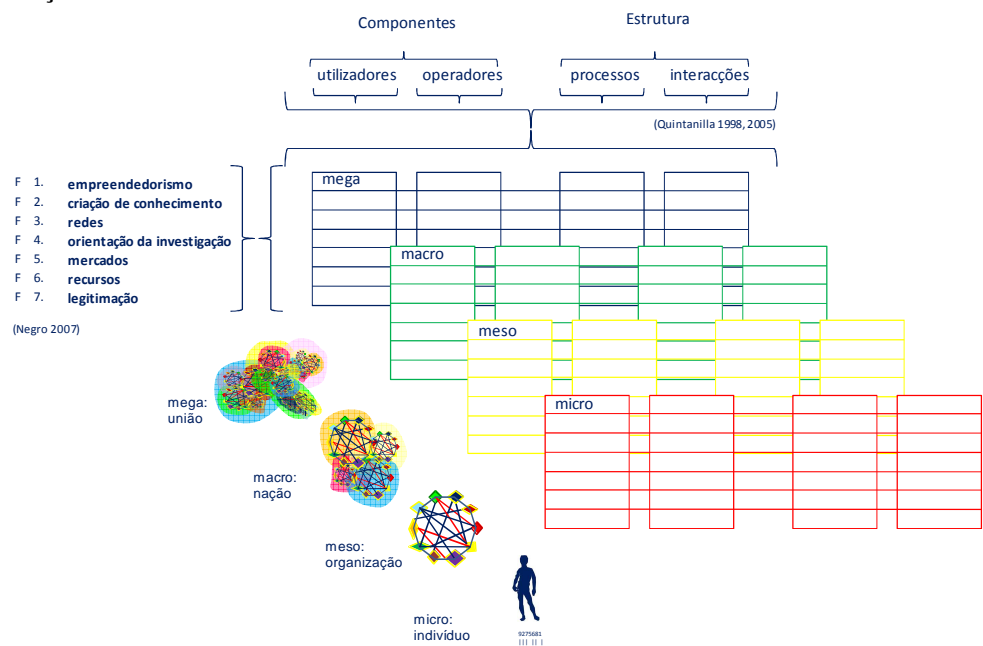 Componentes
Estrutura
utilizadores operadores processos interacções
(Quintanilla 1998, 2005)
F 1. empreendedorismo
F 2. criação de conhecimento
F 3. redes
F 4. orientação da investigação
F 5. mercados
F 6. recursos
F 7. legitimação
(Negro 2007)
mega
macro
meso
micro
mega:
união
macro:
nação
meso:
organização
micro:
indivíduo
9275681